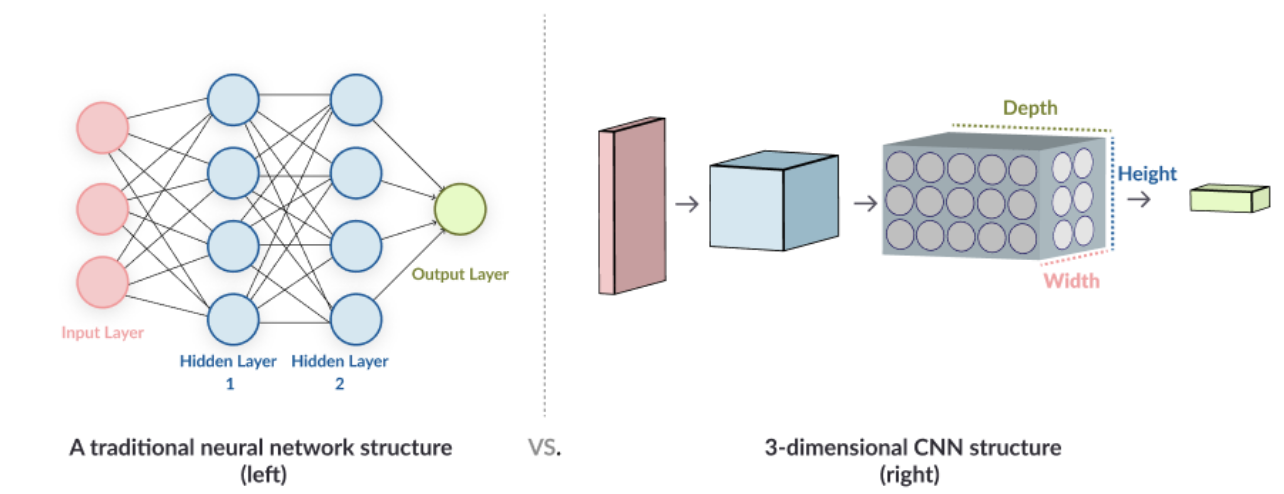 Input Layer
Hidden Layer
1
Hidden Layer
2
Output Layer
A traditional neural network structure
(left)
VS.
Depth
Height
Width
3-dimensional CNN structure
(right)